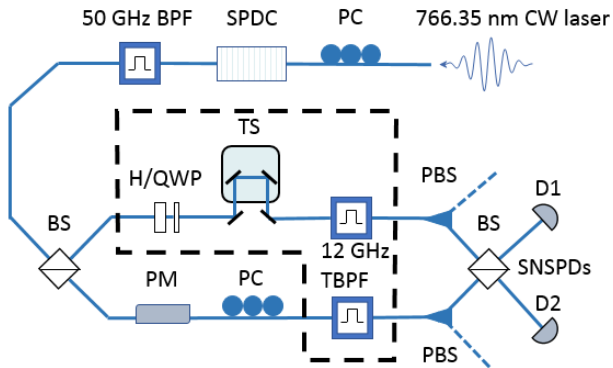 50 GHz BPF
SPDC
PC
766.35 nm CW laser
TS
H/QWP
PBS
D1
BS
12 GHz
TBPF
BS
SNSPDs
PM
PC
D2
PBS